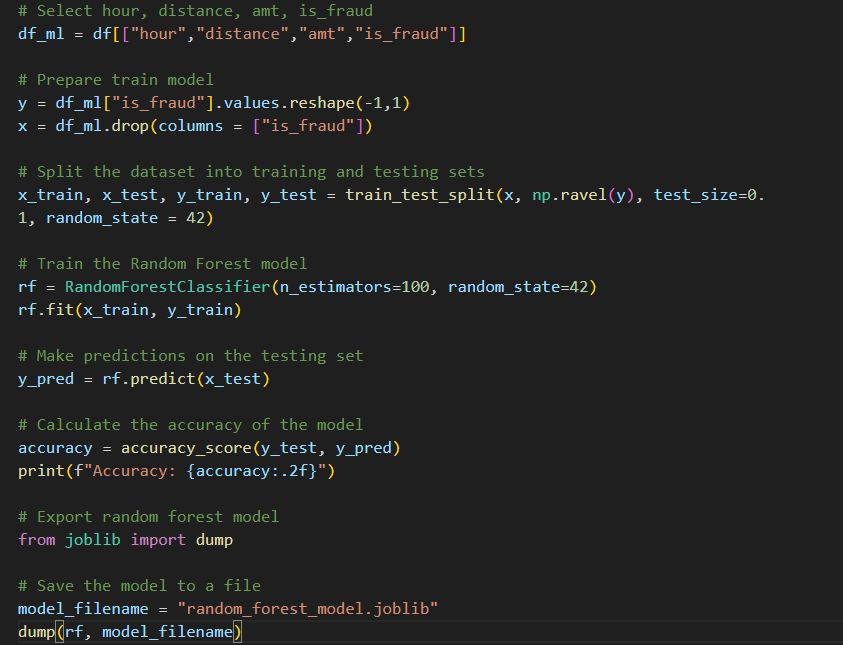 # Select hour, distance, amt, is_fraud
df_ml = df[["hour","distance","amt","is_fraud"]]
# Prepare train model
y = df_ml["is_fraud"].values.reshape(-1,1)
x = df_ml.drop(columns = ["is_fraud"])
# Split the dataset into training and testing sets
x_train, x_test, y_train, y_test = train_test_split(x, np.ravel(y), test_size=0.
1, random_state = 42)
# Train the Random Forest model
rf = RandomForestClassifier(n_estimators=100, random_state=42)
rf.fit(x_train, y_train)
# Make predictions on the testing set
y_pred = rf.predict(x_test)
# Calculate the accuracy of the model
accuracy = accuracy_score(y_test, y_pred)
print(f"Accuracy: {accuracy:.2f}")
# Export random forest model
from joblib import dump
# Save the model to a file
model_filename = "random_forest_model.joblib"
dump(rf, model_filename)